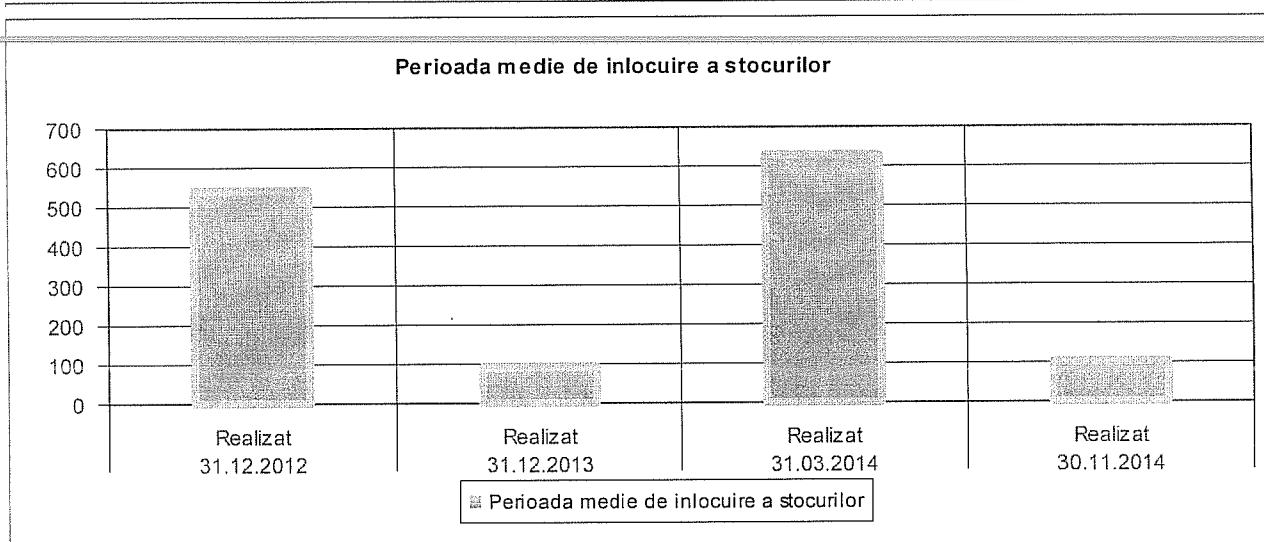 Perioada medie de inlocuire a stocurilor
700
600
500
400
300
200
100
0
Realizat
31.12.2012
Realizat
31.12.2013
Realizat
31.03.2014
Realizat
30.11.2014
Perioada medie de inlocuire a stocurilor